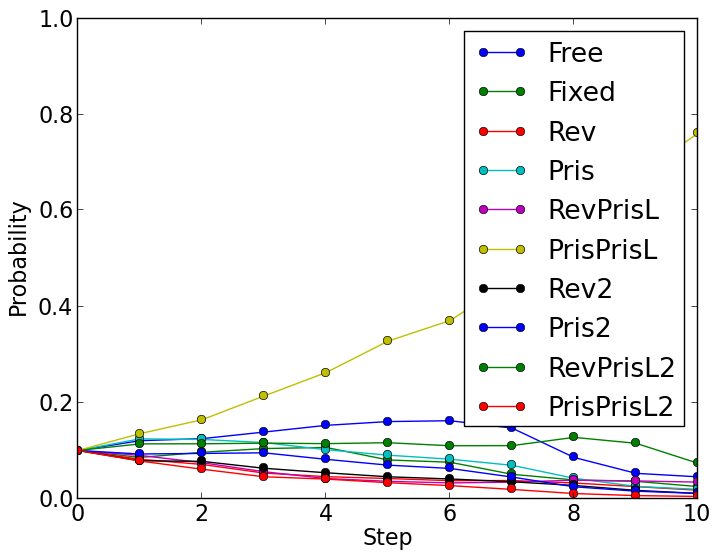 1.0
0.8
0.6
0.4
0.2
0.0
Probability
0 2 4 6 8 10
Step
Free
Fixed
Rev
Pris
RevPrisL
PrisPrisL
Rev2
Pris2
RevPrisL2
PrisPrisL2